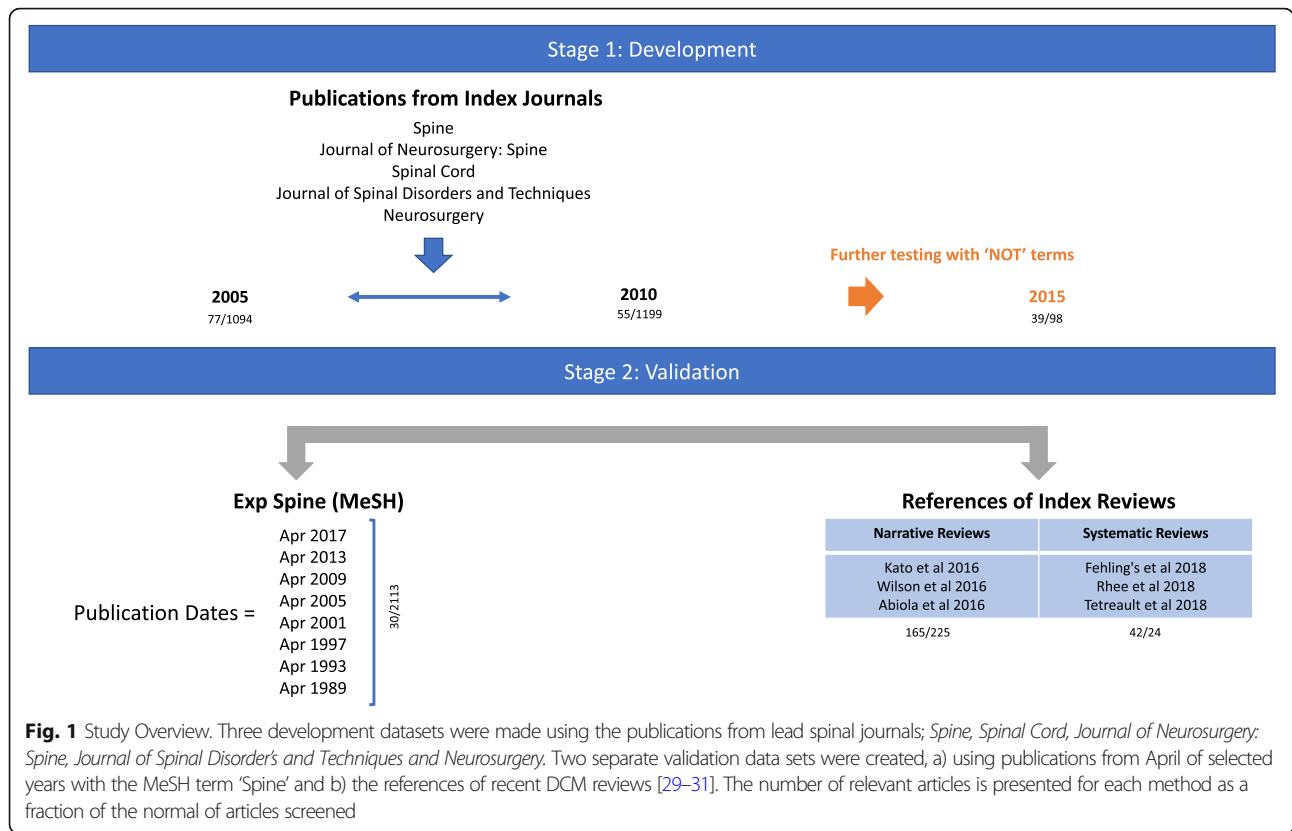 Stage 1: Development
Publications from Index Journals
Spine
Journal of Neurosurgery: Spine
Spinal Cord
Journal of Spinal Disorders and Techniques
Neurosurgery
Further testing with ‘NOT’ terms
2005
2010
2015
77/1094
55/1199
39/98
Stage 2: Validation
Exp Spine (MeSH)
Publication Dates =
Apr 2017
Apr 2013
Apr 2009
Apr 2005
Apr 2001
Apr 1997
Apr 1993
Apr 1989
30/2113
References of Index Reviews
Narrative Reviews
Systematic Reviews
Kato et al 2016
Wilson et al 2016
Abiola et al 2016
Fehling's et al 2018
Rhee et al 2018
Tetreault et al 2018
165/225
42/24
Fig. 1 Study Overview. Three development datasets were made using the publications from lead spinal journals; Spine, Spinal Cord, Journal of Neurosurgery:
Spine, Journal of Spinal Disorder's and Techniques and Neurosurgery. Two separate validation data sets were created, a) using publications from April of selected
years with the MeSH term ‘Spine’ and b) the references of recent DCM reviews [29–31]. The number of relevant articles is presented for each method as a
fraction of the normal of articles screened